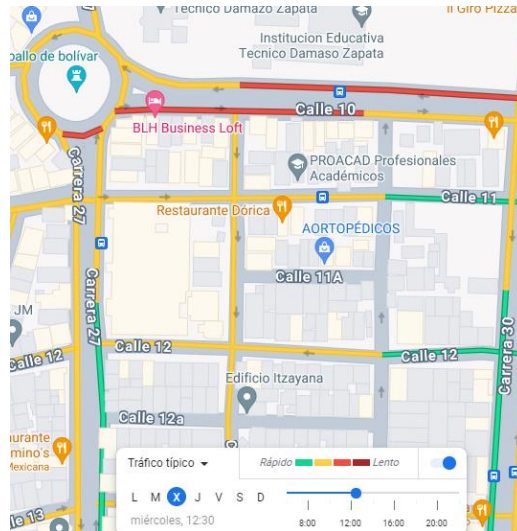 Tecnico Damazo Zapata
Il Giro Pizza
Institucion Educativa
Tecnico Damaso Zapata
ballo de bolívar
Calle 10
BLH Business Loft
PROACAD Profesionales
Académicos
Carrera 27
Calle 11
Restaurante Dorica
AORTOPÉDICOS
Calle 11A
Carrera 27
JM
Carrera 30
Calle 12
Calle 12
Calle 12
Edificio Itzayana
Calle 12a
aurante
mino's
Mexicana
Tráfico típico
Rápido
Lento
L M X J V S D
miércoles, 12:30
8:00 12:00 16:00 20:00
lle 13